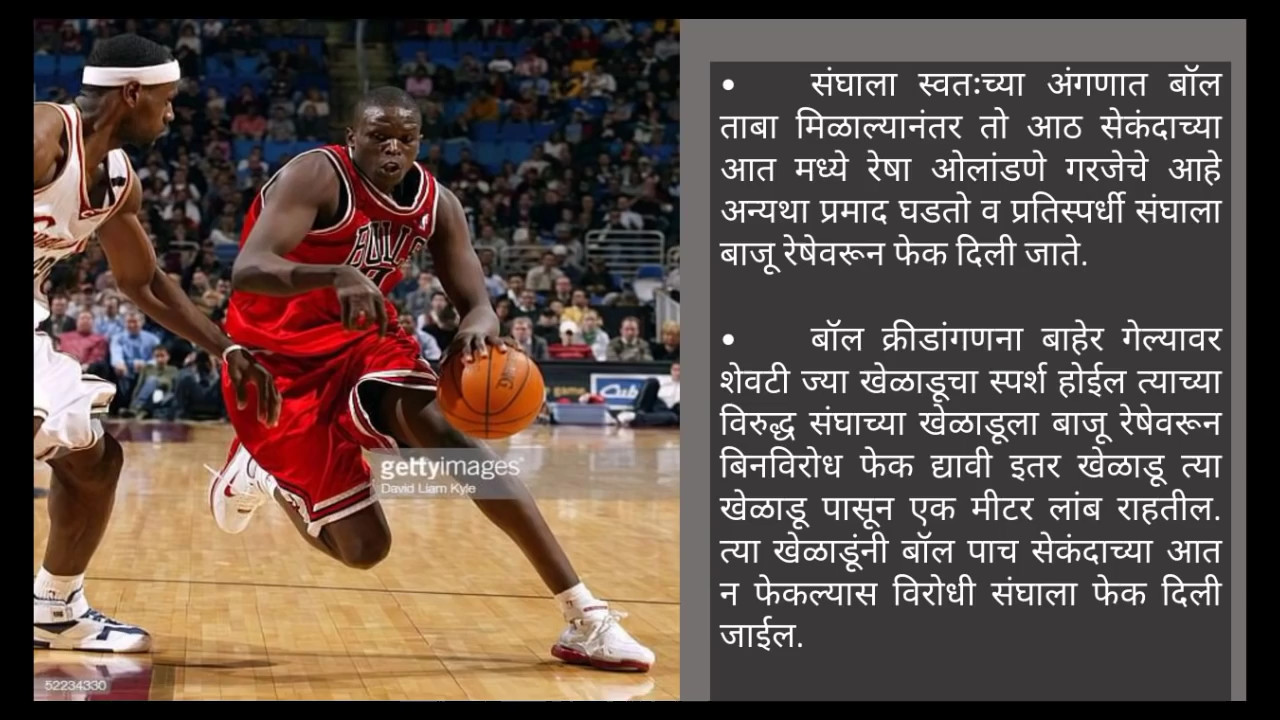 • संघाला स्वतःच्या अंगणात बॉल
ताबा मिळाल्यानंतर तो आठ सेकंदाच्या
आत मध्ये रेषा ओलांडणे गरजेचे आहे
अन्यथा प्रमाद घडतो व प्रतिस्पर्धी संघाला
बाजू रेषेवरून फेक दिली जाते.
• बॉल क्रीडांगणना बाहेर गेल्यावर
शेवटी ज्या खेळाडूचा स्पर्श होईल त्याच्या
विरुद्ध संघाच्या खेळाडूला बाजू रेषेवरून
बिनविरोध फेक द्यावी इतर खेळाडू त्या
खेळाडू पासून एक मीटर लांब राहतील.
त्या खेळाडूंनी बॉल पाच सेकंदाच्या आत
न फेकल्यास विरोधी संघाला फेक दिली
जाईल.
BULLS
gettyimages
David Liam Kyle
52234330